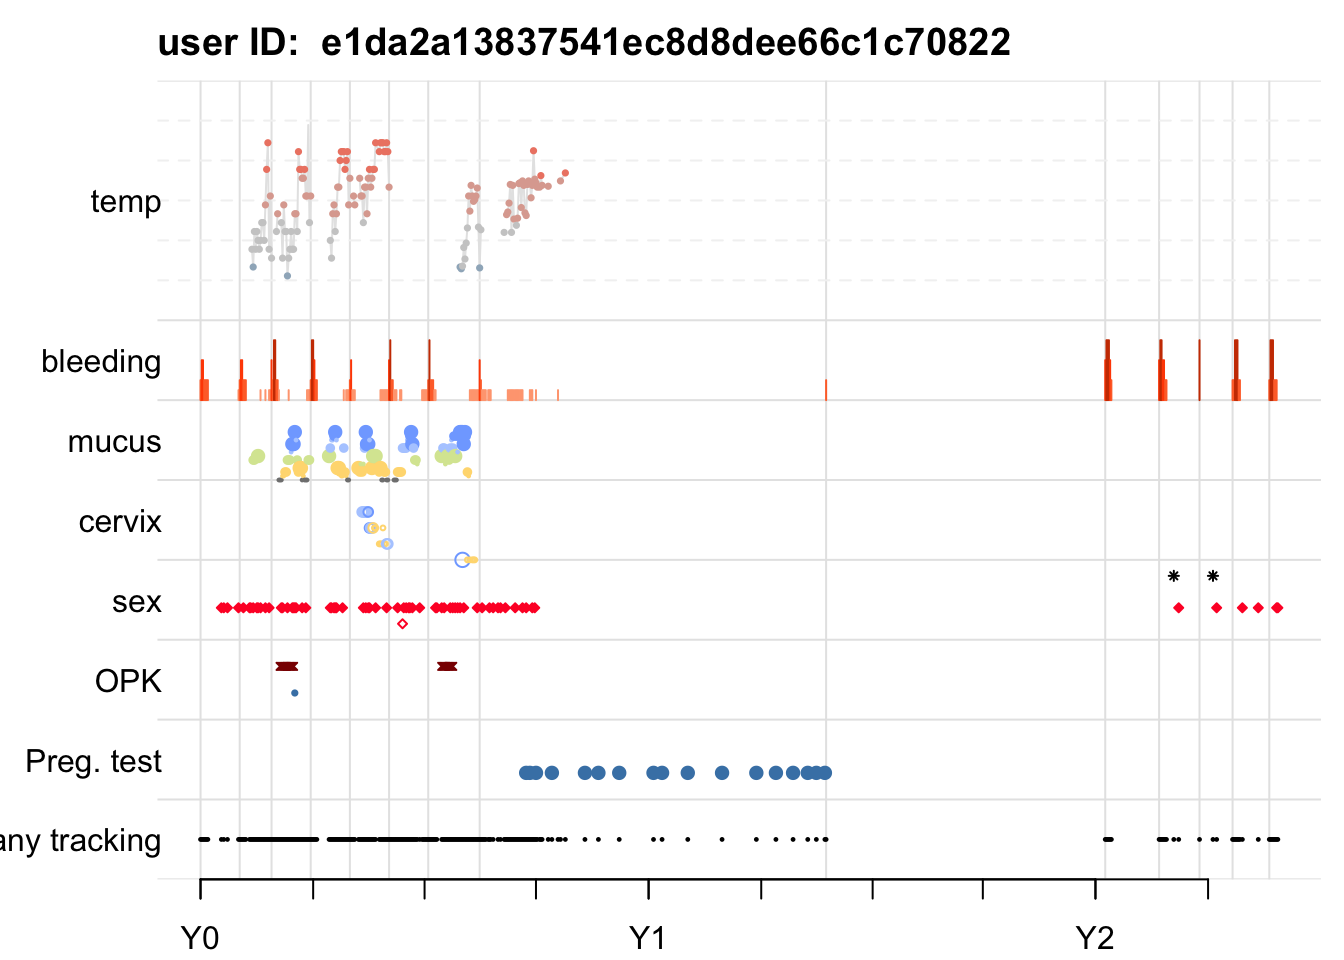 user ID: e1da2a13837541ec8d8dee66c1c70822
temp
bleeding
mucus
cervix
sex
OPK
Preg. test
any tracking
Y0 Y1 Y2